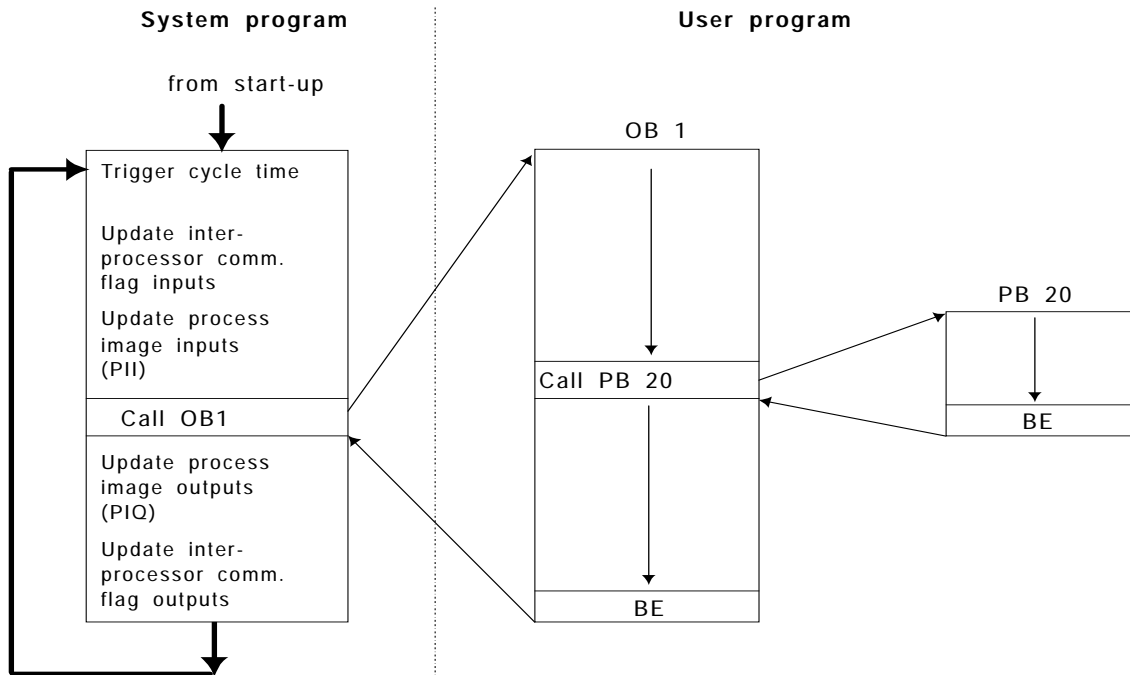 System program
User program
from start-up
Trigger cycle time
Update inter-
processor comm.
flag inputs
Update process
image inputs
(PII)
Call OB1
Update process
image outputs
(PIQ)
Update inter-
processor comm.
flag outputs
OB 1
Call PB 20
BE
PB 20
BE